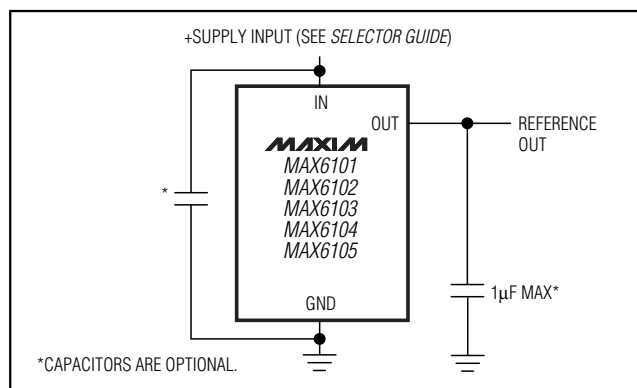 +SUPPLY INPUT (SEE SELECTOR GUIDE)
IN
OUT
REFERENCE
OUT
MAXIM
MAX6101
MAX6102
MAX6103
MAX6104
MAX6105
*
1µF MAX*
GND
*CAPACITORS ARE OPTIONAL.